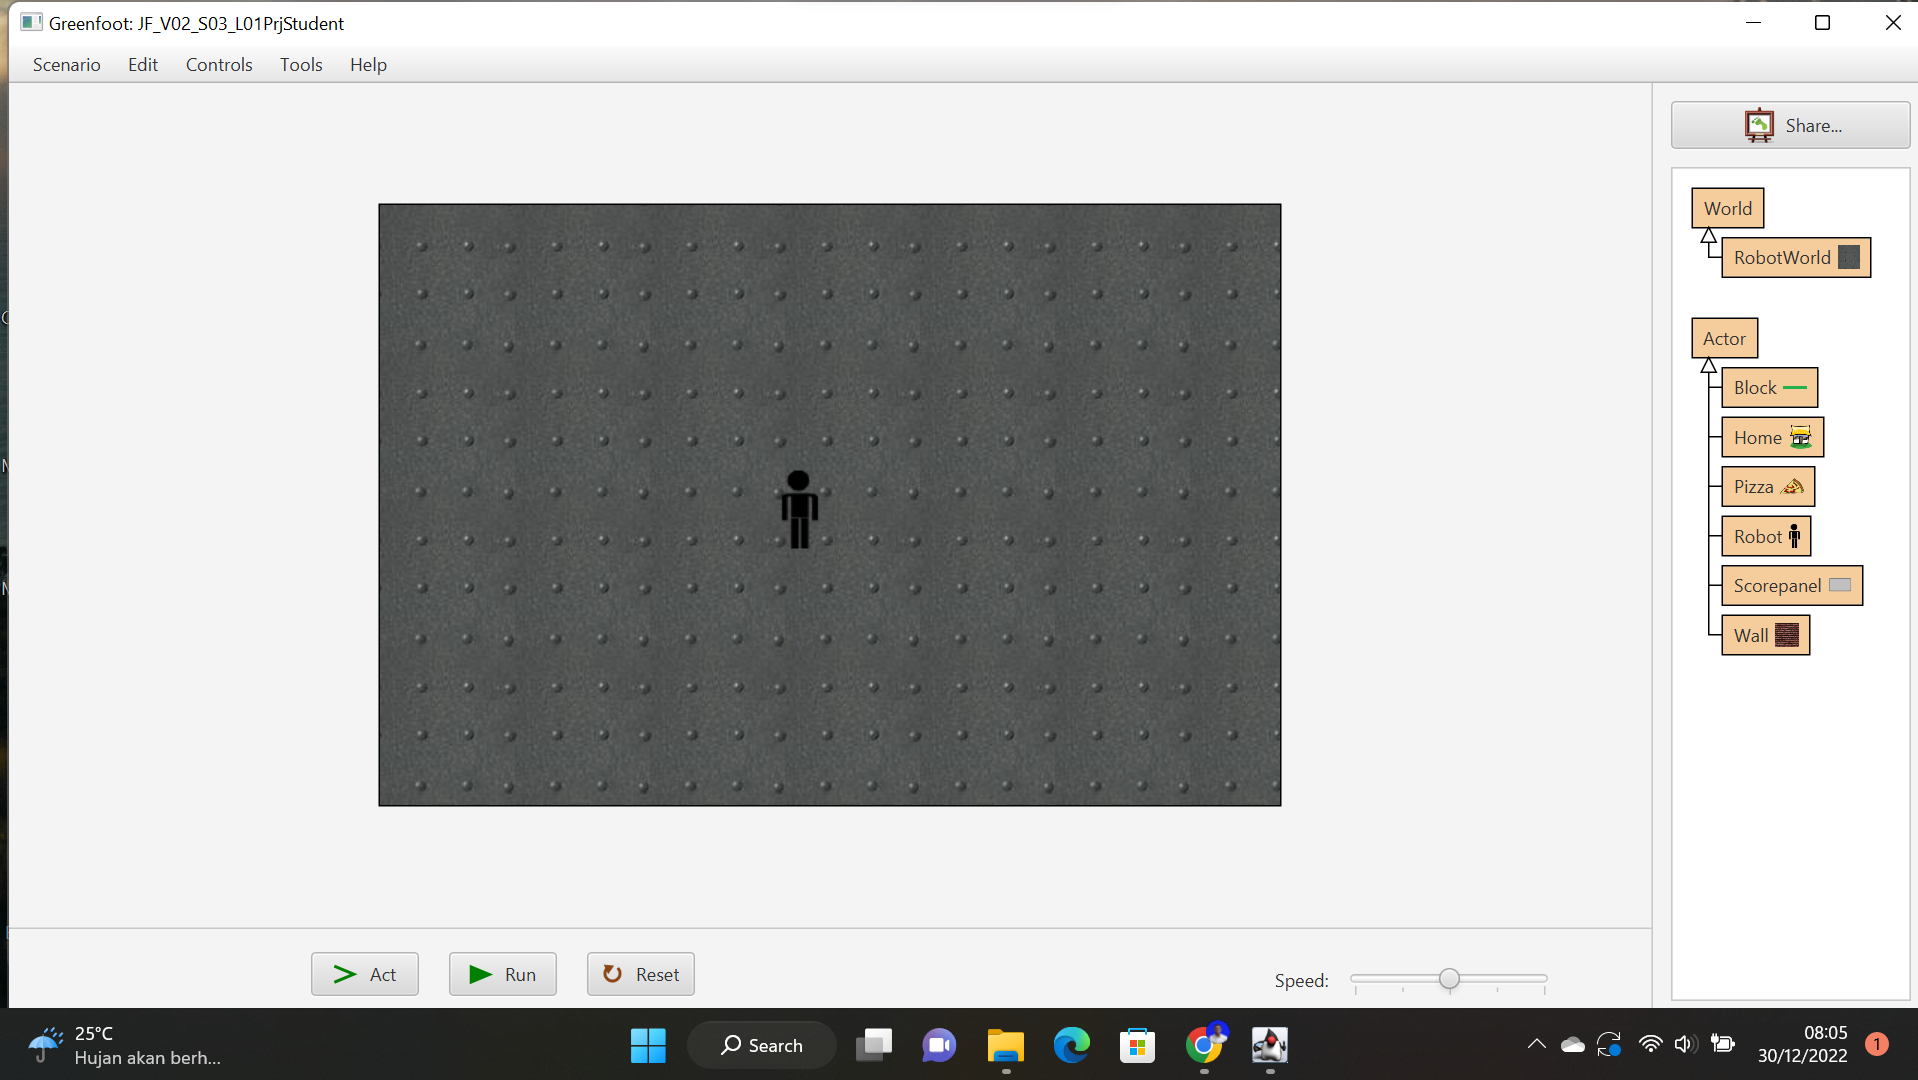 Greenfoot: JF_V02_S03_L01PrjStudent
Scenario Edit Controls Tools Help
Share...
World
RobotWorld
Actor
Block
Home
Pizza
Robot
Scorepanel
Wall
Act Run Reset Speed:
25°C
Hujan akan berh...
Search
08:05
30/12/2022
1